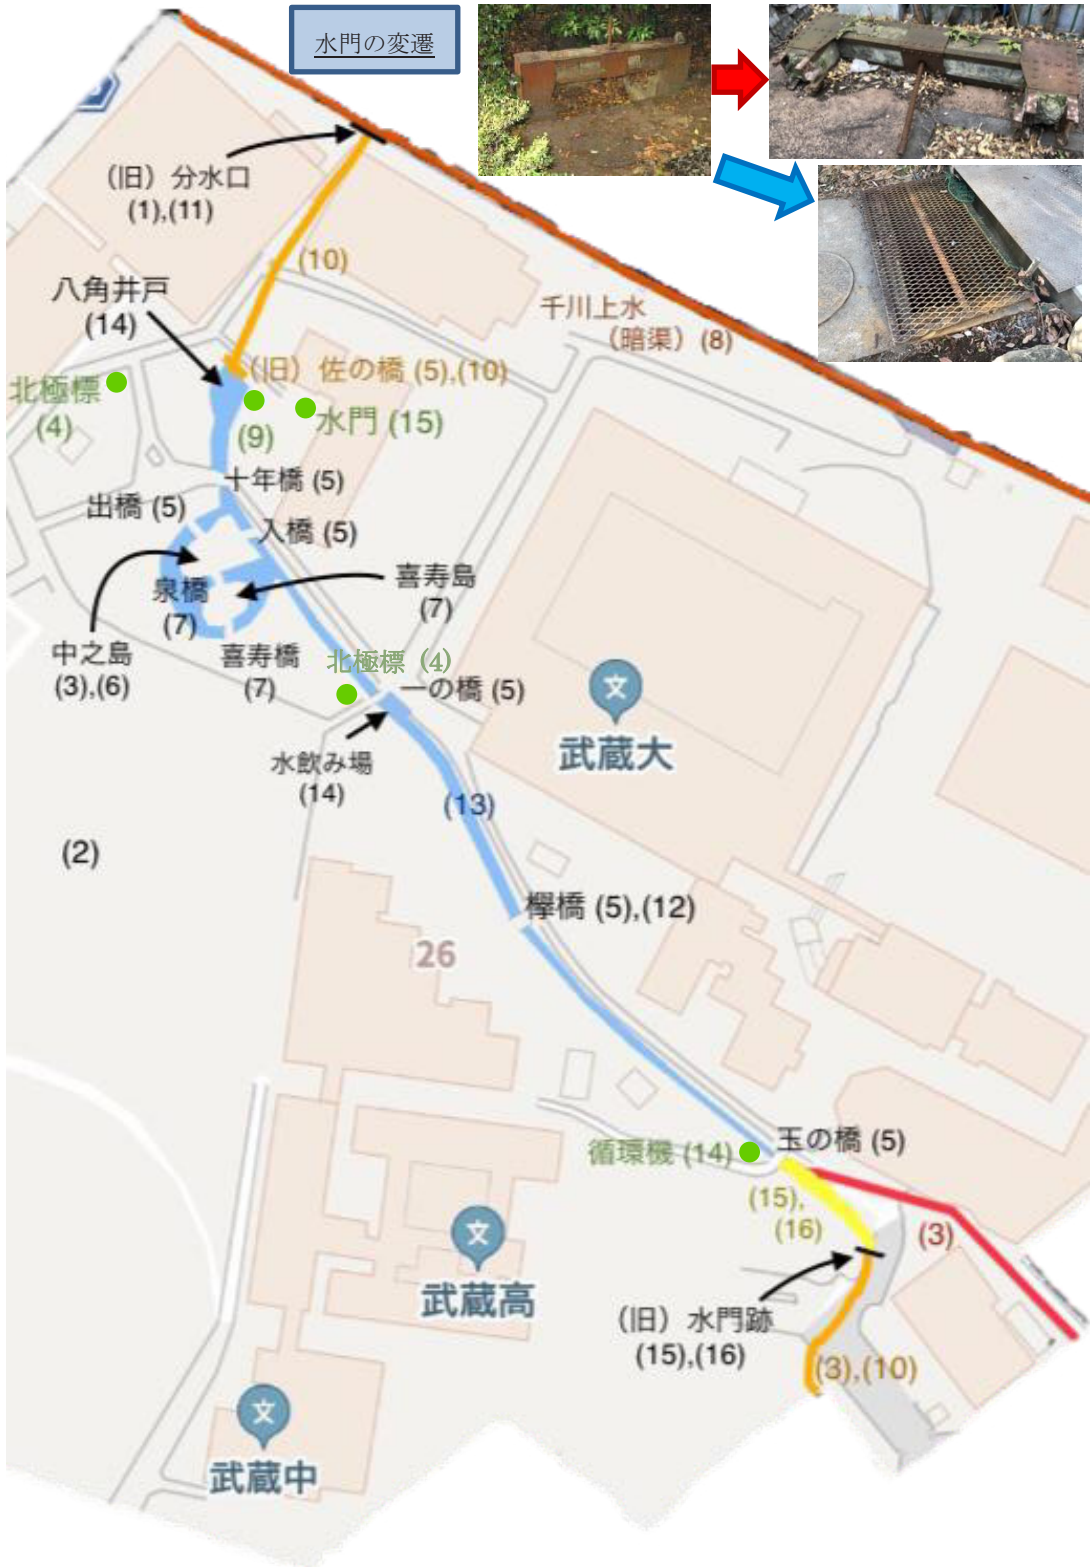 水門の変遷
(旧)分水口
(1),(11)
(10)
八角井戸
(14)
千川上水
(暗渠)(8)
北極標
(4)
(旧)佐の橋 (5),(10)
(9)
水門 (15)
十年橋 (5)
出橋 (5)
入橋 (5)
泉橋
(7)
喜寿島
(7)
中之島
(3),(6)
喜寿橋
(7)
北極標 (4)
一の橋 (5)
文
武蔵大
水飲み場
(14)
(13)
(2)
欅橋 (5),(12)
26
循環機 (14)
玉の橋 (5)
(15),
(16)
(3)
文
武蔵高
(旧)水門跡
(15),(16)
(3),(10)
文
武蔵中